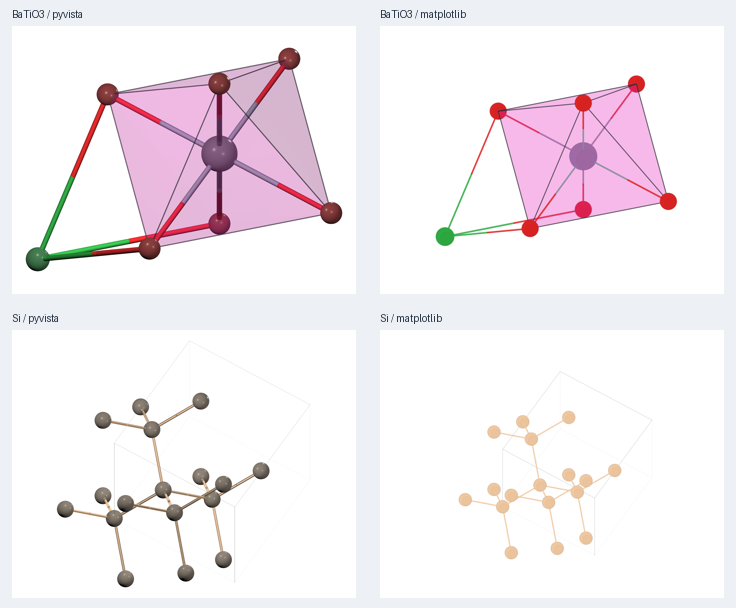 BaTiO3 / pyvista
BaTiO3 / matplotlib
Si / pyvista
Si / matplotlib